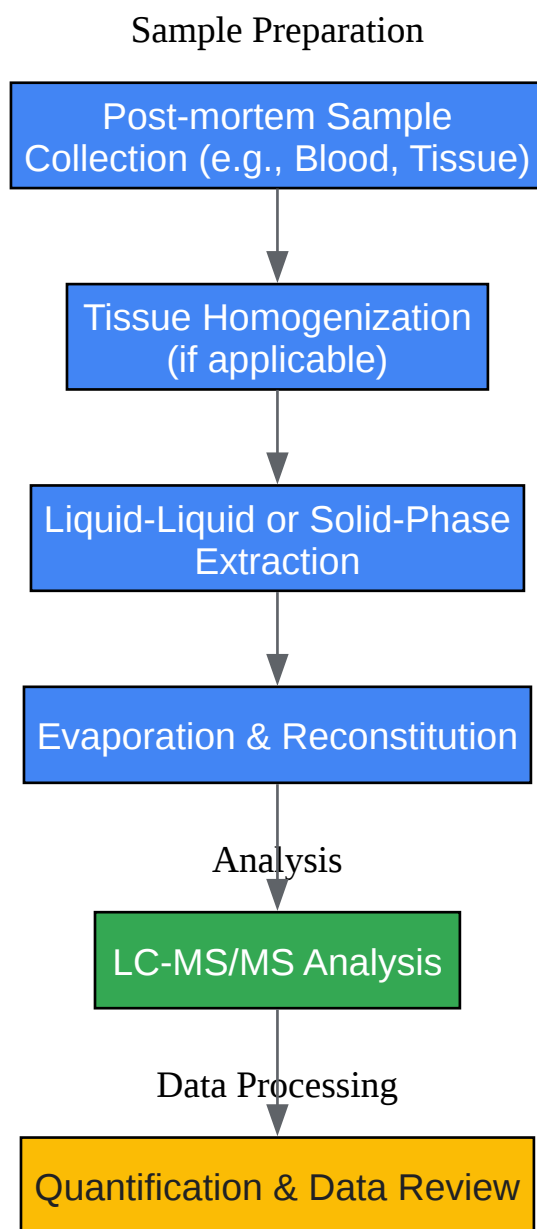 Sample Preparation
Post-mortem Sample
Collection (e.g., Blood, Tissue)
Tissue Homogenization
(if applicable)
Liquid-Liquid or Solid-Phase
Extraction
Evaporation & Reconstitution
Analysis
LC-MS/MS Analysis
Data Processing
Quantification & Data Review